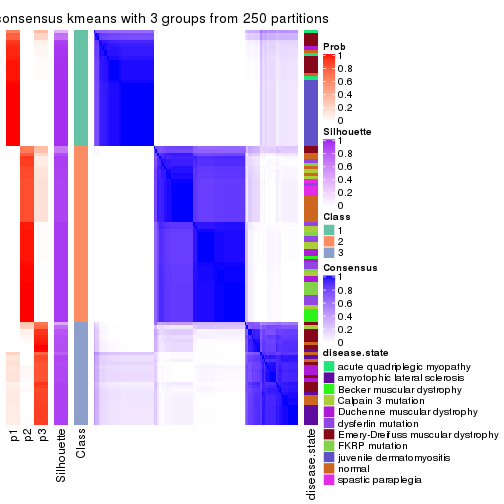 consensus kmeans with 3 groups from 250 partitions
Prob
1
0.8
0.6
0.4
0.2
0
Silhouette
1
0.8
0.6
0.4
0.2
0
Class
1
2
3
Consensus
1
0.8
0.6
0.4
0.2
0
disease.state
acute quadriplegic myopathy
amyotophic lateral sclerosis
Becker muscular dystrophy
Calpain 3 mutation
Duchenne muscular dystrophy
dysferlin mutation
Emery-Dreifuss muscular dystrophy
FKRP mutation
juvenile dermatomyositis
normal
spastic paraplegia
p1
p2
p3
Silhouette
Class
disease.state